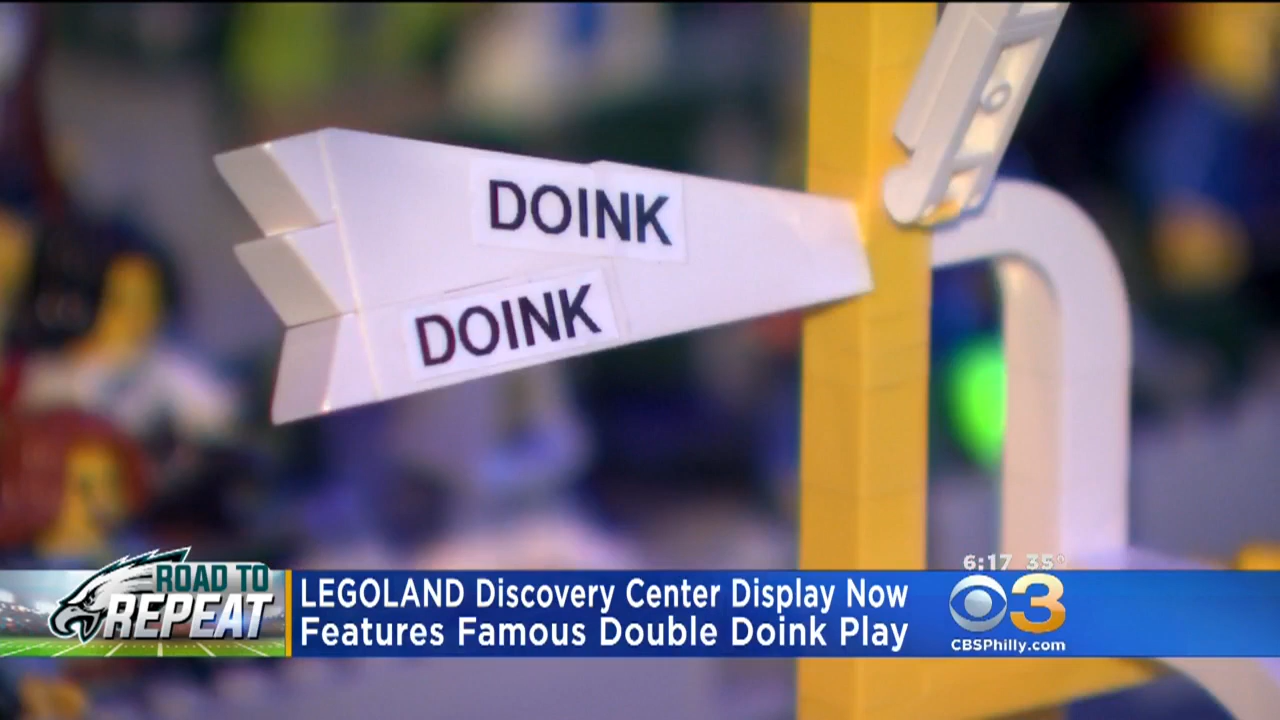 DOINK
DOINK
6:17 35°
ROAD TO
REPEAT
LEGOLAND Discovery Center Display Now
Features Famous Double Doink Play
3
CBSPhilly.com